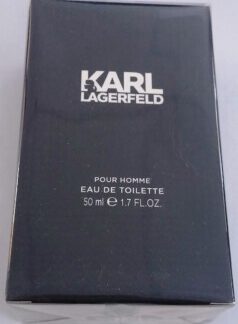 KARL
LAGERFELD
POUR HOMME
EAU DE TOILETTE
50 ml ℮ 1.7 FL.OZ.